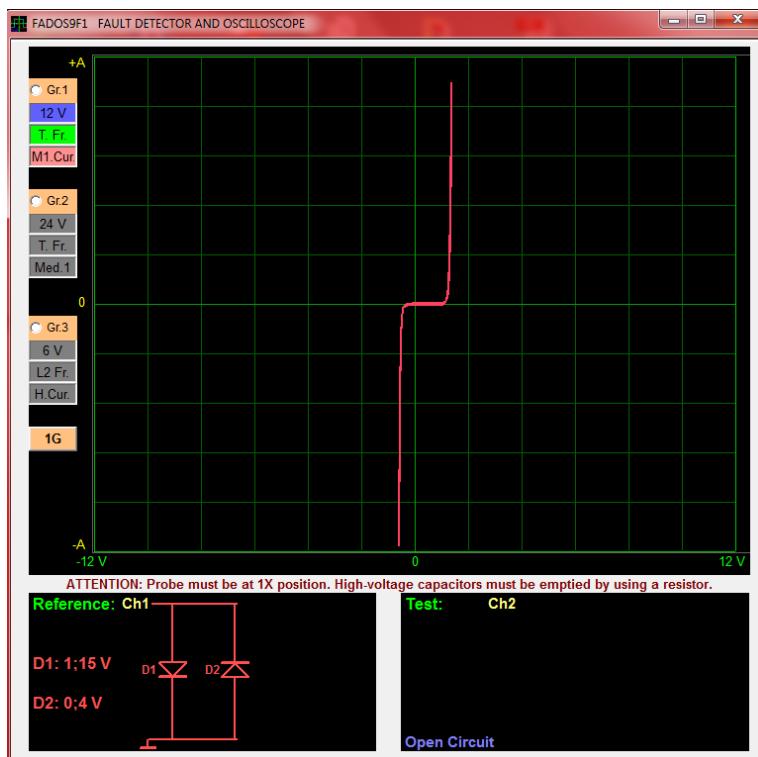 FADOS9F1 FAULT DETECTOR AND OSCILLOSCOPE
+A
Gr.1
12 V
T. Fr.
M1.Cur.
Gr.2
24 V
T. Fr.
Med.1
0
Gr.3
6 V
L2 Fr.
H.Cur.
1G
-A
-12 V 0 12 V
ATTENTION: Probe must be at 1X position. High-voltage capacitors must be emptied by using a resistor.
Reference: Ch1
D1: 1;15 V
D1 D2
D2: 0;4 V
Test: Ch2
Open Circuit